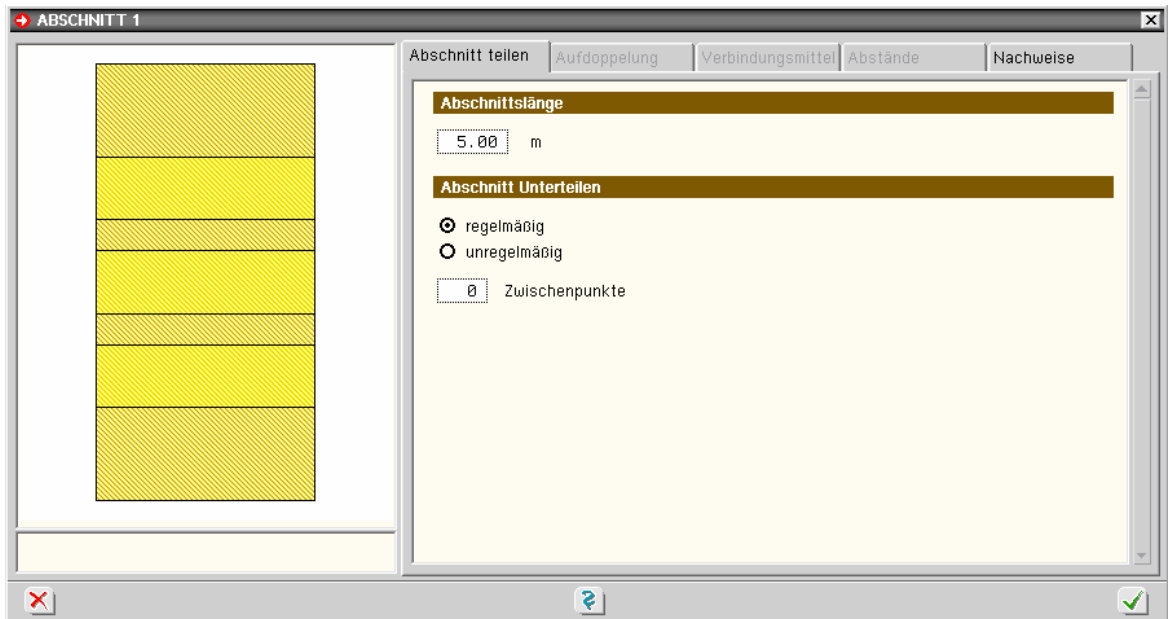 ABSCHNITT 1
Abschnitt teilen Aufdoppelung Verbindungsmittel Abstände Nachweise
Abschnittslänge
5.00 m
Abschnitt Unterteilen
regelmäßig
unregelmäßig
0 Zwischenpunkte